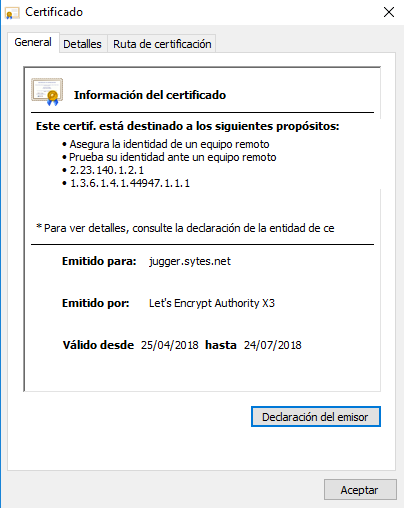 Certificado
General Detalles Ruta de certificación
Información del certificado
Este certif. está destinado a los siguientes propósitos:
• Asegura la identidad de un equipo remoto
• Prueba su identidad ante un equipo remoto
• 2.23.140.1.2.1
• 1.3.6.1.4.1.44947.1.1.1
* Para ver detalles, consulte la declaración de la entidad de ce
Emitido para: jugger.sytes.net
Emitido por: Let's Encrypt Authority X3
Válido desde 25/04/2018 hasta 24/07/2018
Declaración del emisor
Aceptar